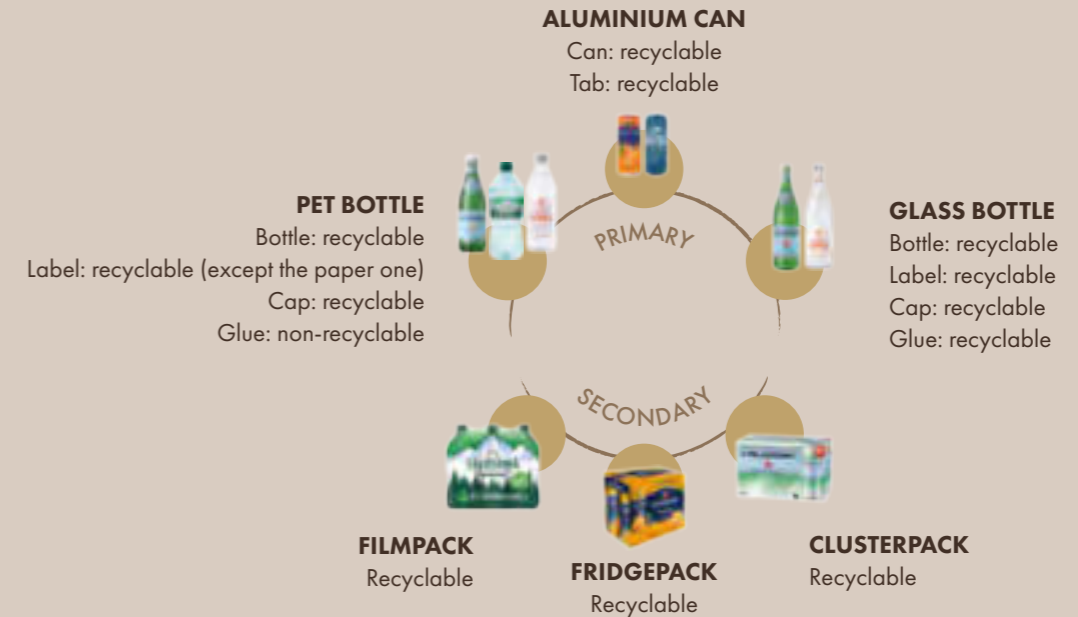 ALUMINIUM CAN
Can: recyclable
Tab: recyclable
PET BOTTLE
Bottle: recyclable
Label: recyclable (except the paper one)
Cap: recyclable
Glue: non-recyclable
PRIMARY
GLASS BOTTLE
Bottle: recyclable
Label: recyclable
Cap: recyclable
Glue: recyclable
SECONDARY
FILMPACK
Recyclable
FRIDGEPACK
Recyclable
CLUSTERPACK
Recyclable